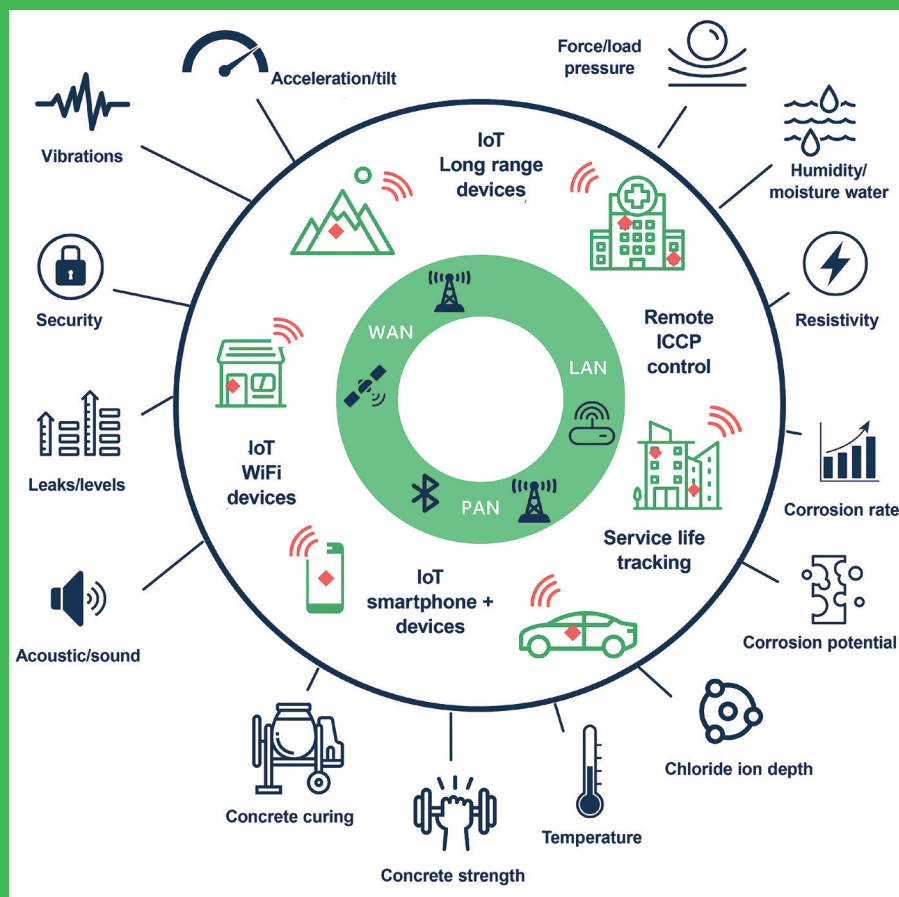 Acceleration/tilt
Force/load
pressure
Vibrations
Humidity/
moisture water
IoT
Long range
devices
Security
Resistivity
WAN
LAN
Remote
ICCP
control
Leaks/levels
IoT
WiFi
devices
Corrosion rate
PAN
Service life
tracking
IoT
smartphone +
devices
Acoustic/sound
Corrosion potential
Chloride ion depth
Concrete curing
Temperature
Concrete strength